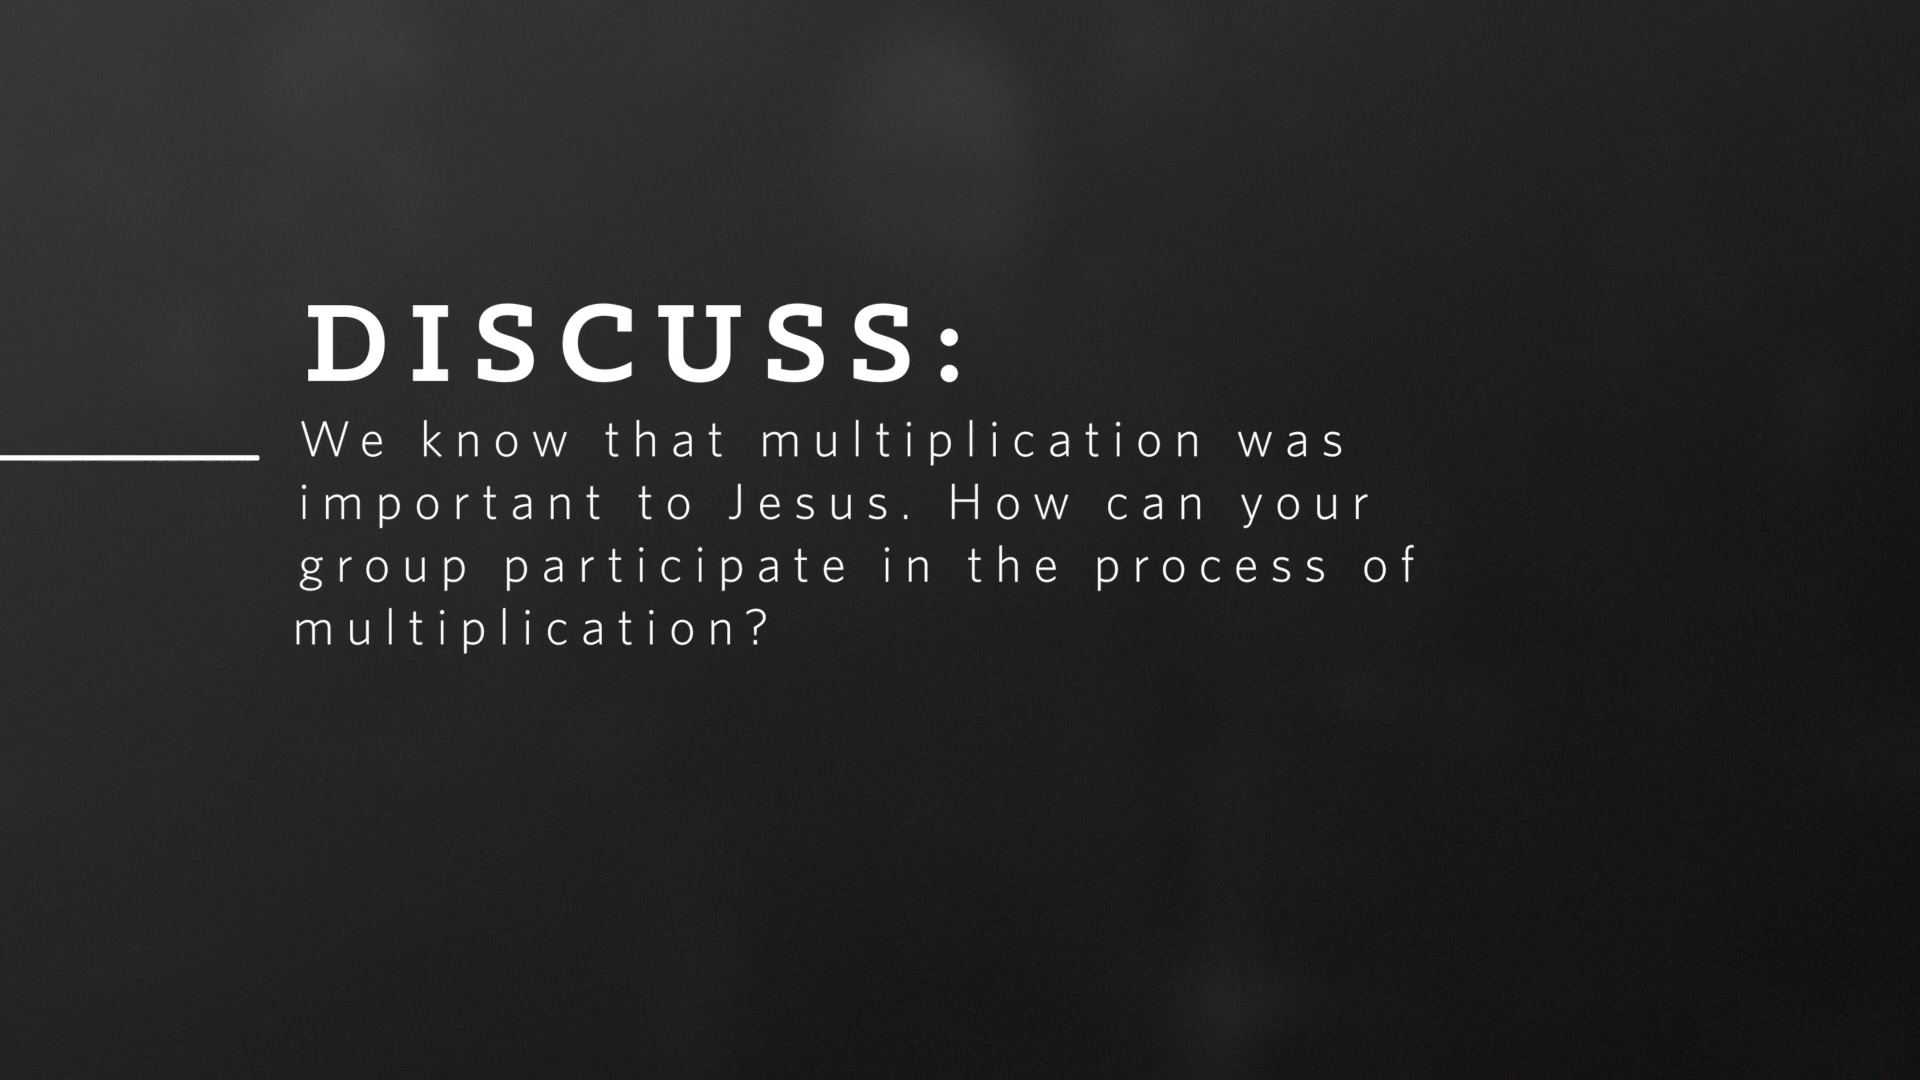 DISCUSS:
We know that multiplication was
important to Jesus. How can your
group participate in the process of
multiplication?